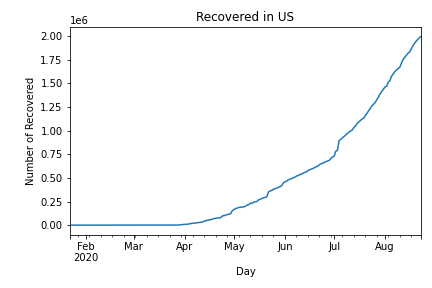 Recovered in US
1e6
2.00
1.75
1.50
1.25
1.00
0.75
0.50
0.25
0.00
Number of Recovered
Feb Mar Apr May Jun Jul Aug
2020
Day